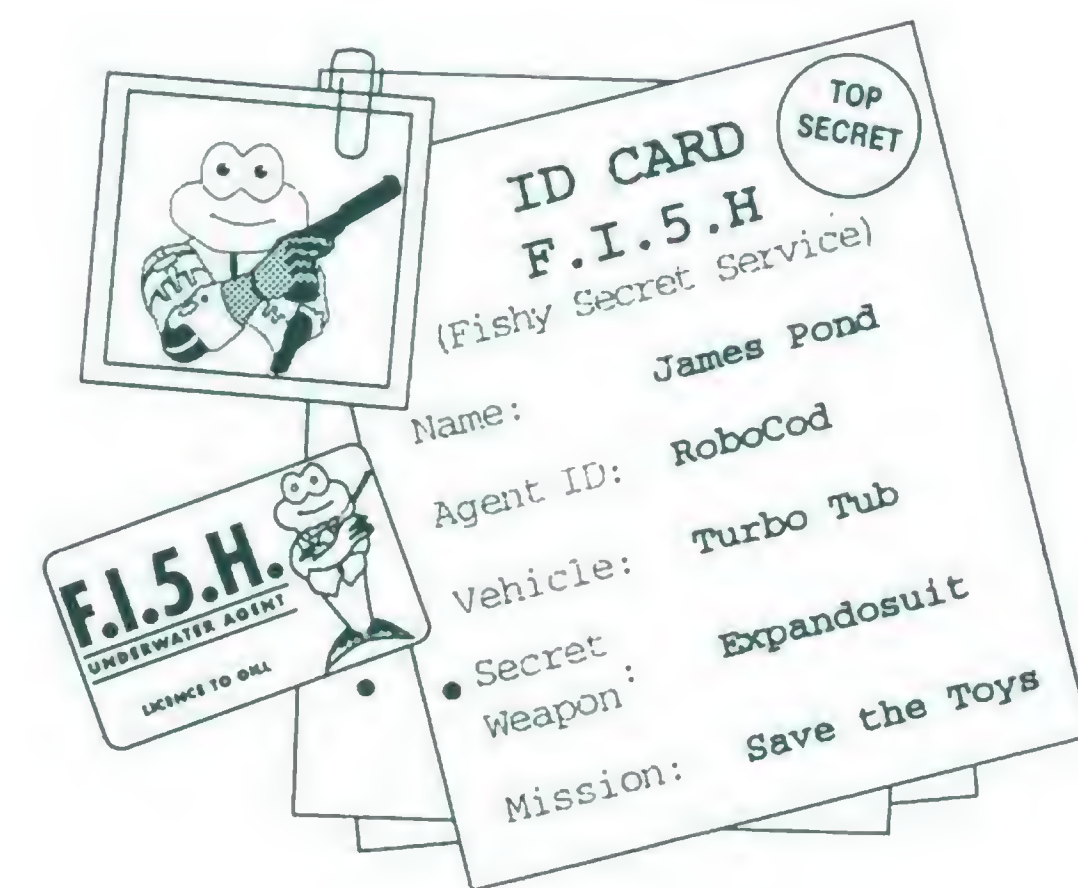 TOP
SECRET
ID CARD
F.I.5.H
(Fishy Secret Service)
Name: James Pond
Agent ID: RoboCod
Vehicle: Turbo Tub
Secret
Weapon: Expandosuit
Mission: Save the Toys
F.I.5.H.
UNDERWATER AGENT
LICENCE TO GILL